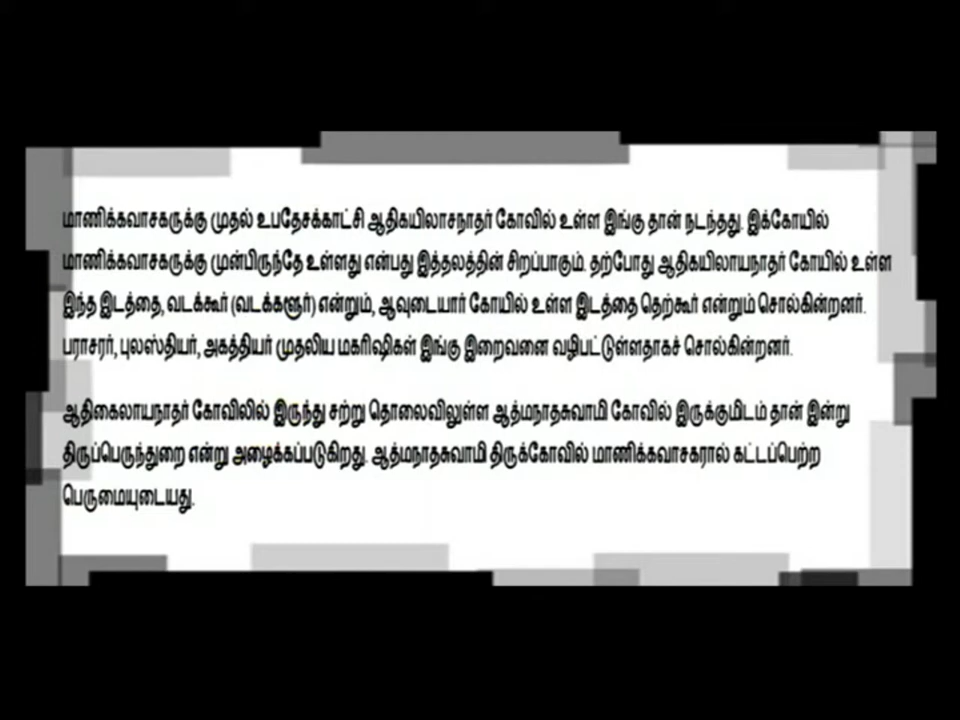 மாணிக்கவாசகருக்கு முதல் உபதேசக்காட்சி ஆதிகயிலாசநாதர் கோவில் உள்ள இங்கு தான் நடந்தது. இக்கோயில்
மாணிக்கவாசகருக்கு முன்பிருந்தே உள்ளது என்பது இத்தலத்தின் சிறப்பாகும். தற்போது ஆதிகயிலாயநாதர் கோயில் உள்ள
இந்த இடத்தை, வடக்கூர் (வடக்களூர்) என்றும், ஆவுடையார் கோயில் உள்ள இடத்தை தெற்கூர் என்றும் சொல்கின்றனர்.
பராசரர், புலஸ்தியர், அகத்தியர் முதலிய மகரிஷிகள் இங்கு இறைவனை வழிபட்டுள்ளதாகச் சொல்கின்றனர்.
ஆதிகைலாயநாதர் கோவிலில் இருந்து சற்று தொலைவிலுள்ள ஆத்மநாதசுவாமி கோவில் இருக்குமிடம் தான் இன்று
திருப்பெருந்துறை என்று அழைக்கப்படுகிறது. ஆத்மநாதசுவாமி திருக்கோவில் மாணிக்கவாசகரால் கட்டப்பெற்ற
பெருமையுடையது.